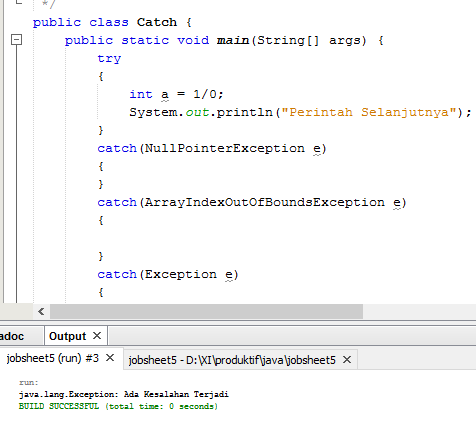 */
public class Catch {
public static void main(String[] args) {
try
{
int a = 1/0;
System.out.println("Perintah Selanjutnya");
}
catch(NullPointerException e)
{
}
catch(ArrayIndexOutOfBoundsException e)
{
}
catch(Exception e)
{
adoc Output ×
jobsheet5 (run) #3 × jobsheet5 - D:\XI\produktif\java\jobsheet5 ×
run:
java.lang.Exception: Ada Kesalahan Terjadi
BUILD SUCCESSFUL (total time: 0 seconds)